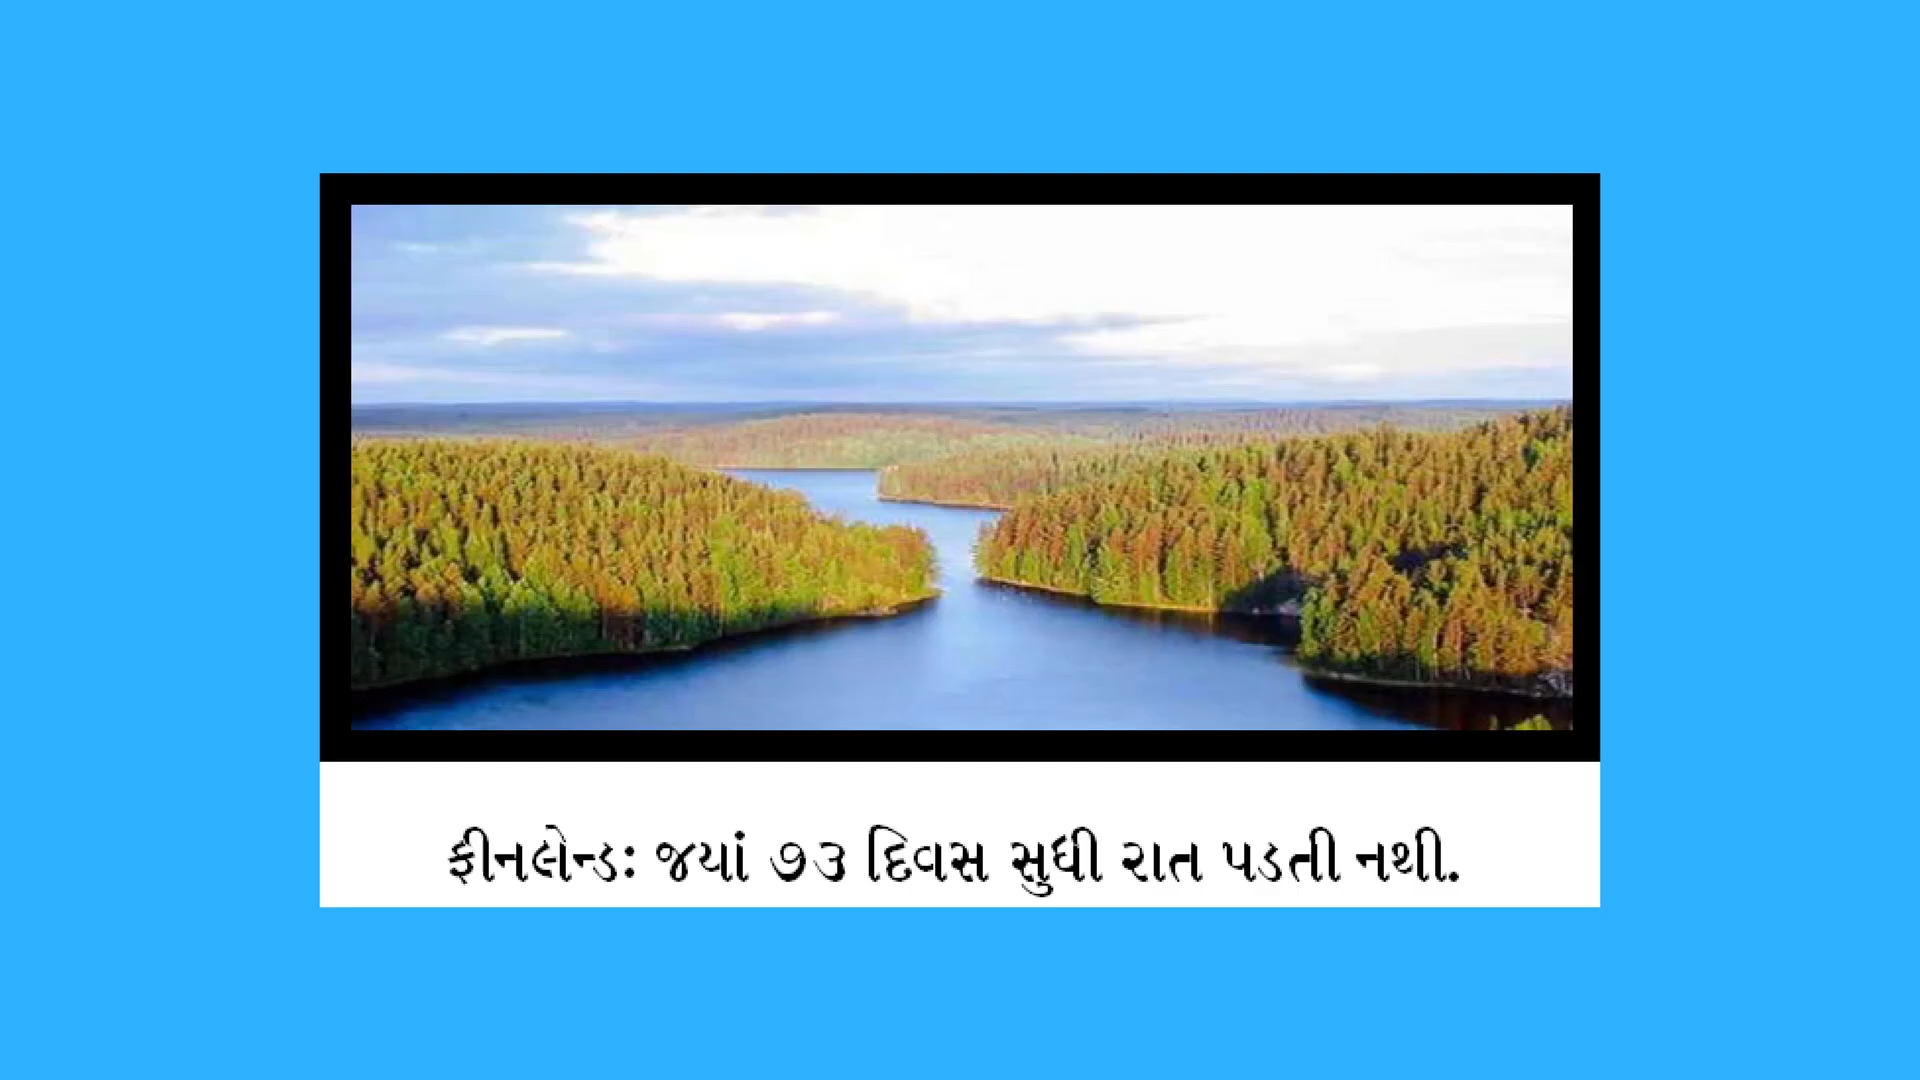 ફીનલેન્ડઃ જયાં ૭૩ દિવસ સુધી રાત પડતી નથી.